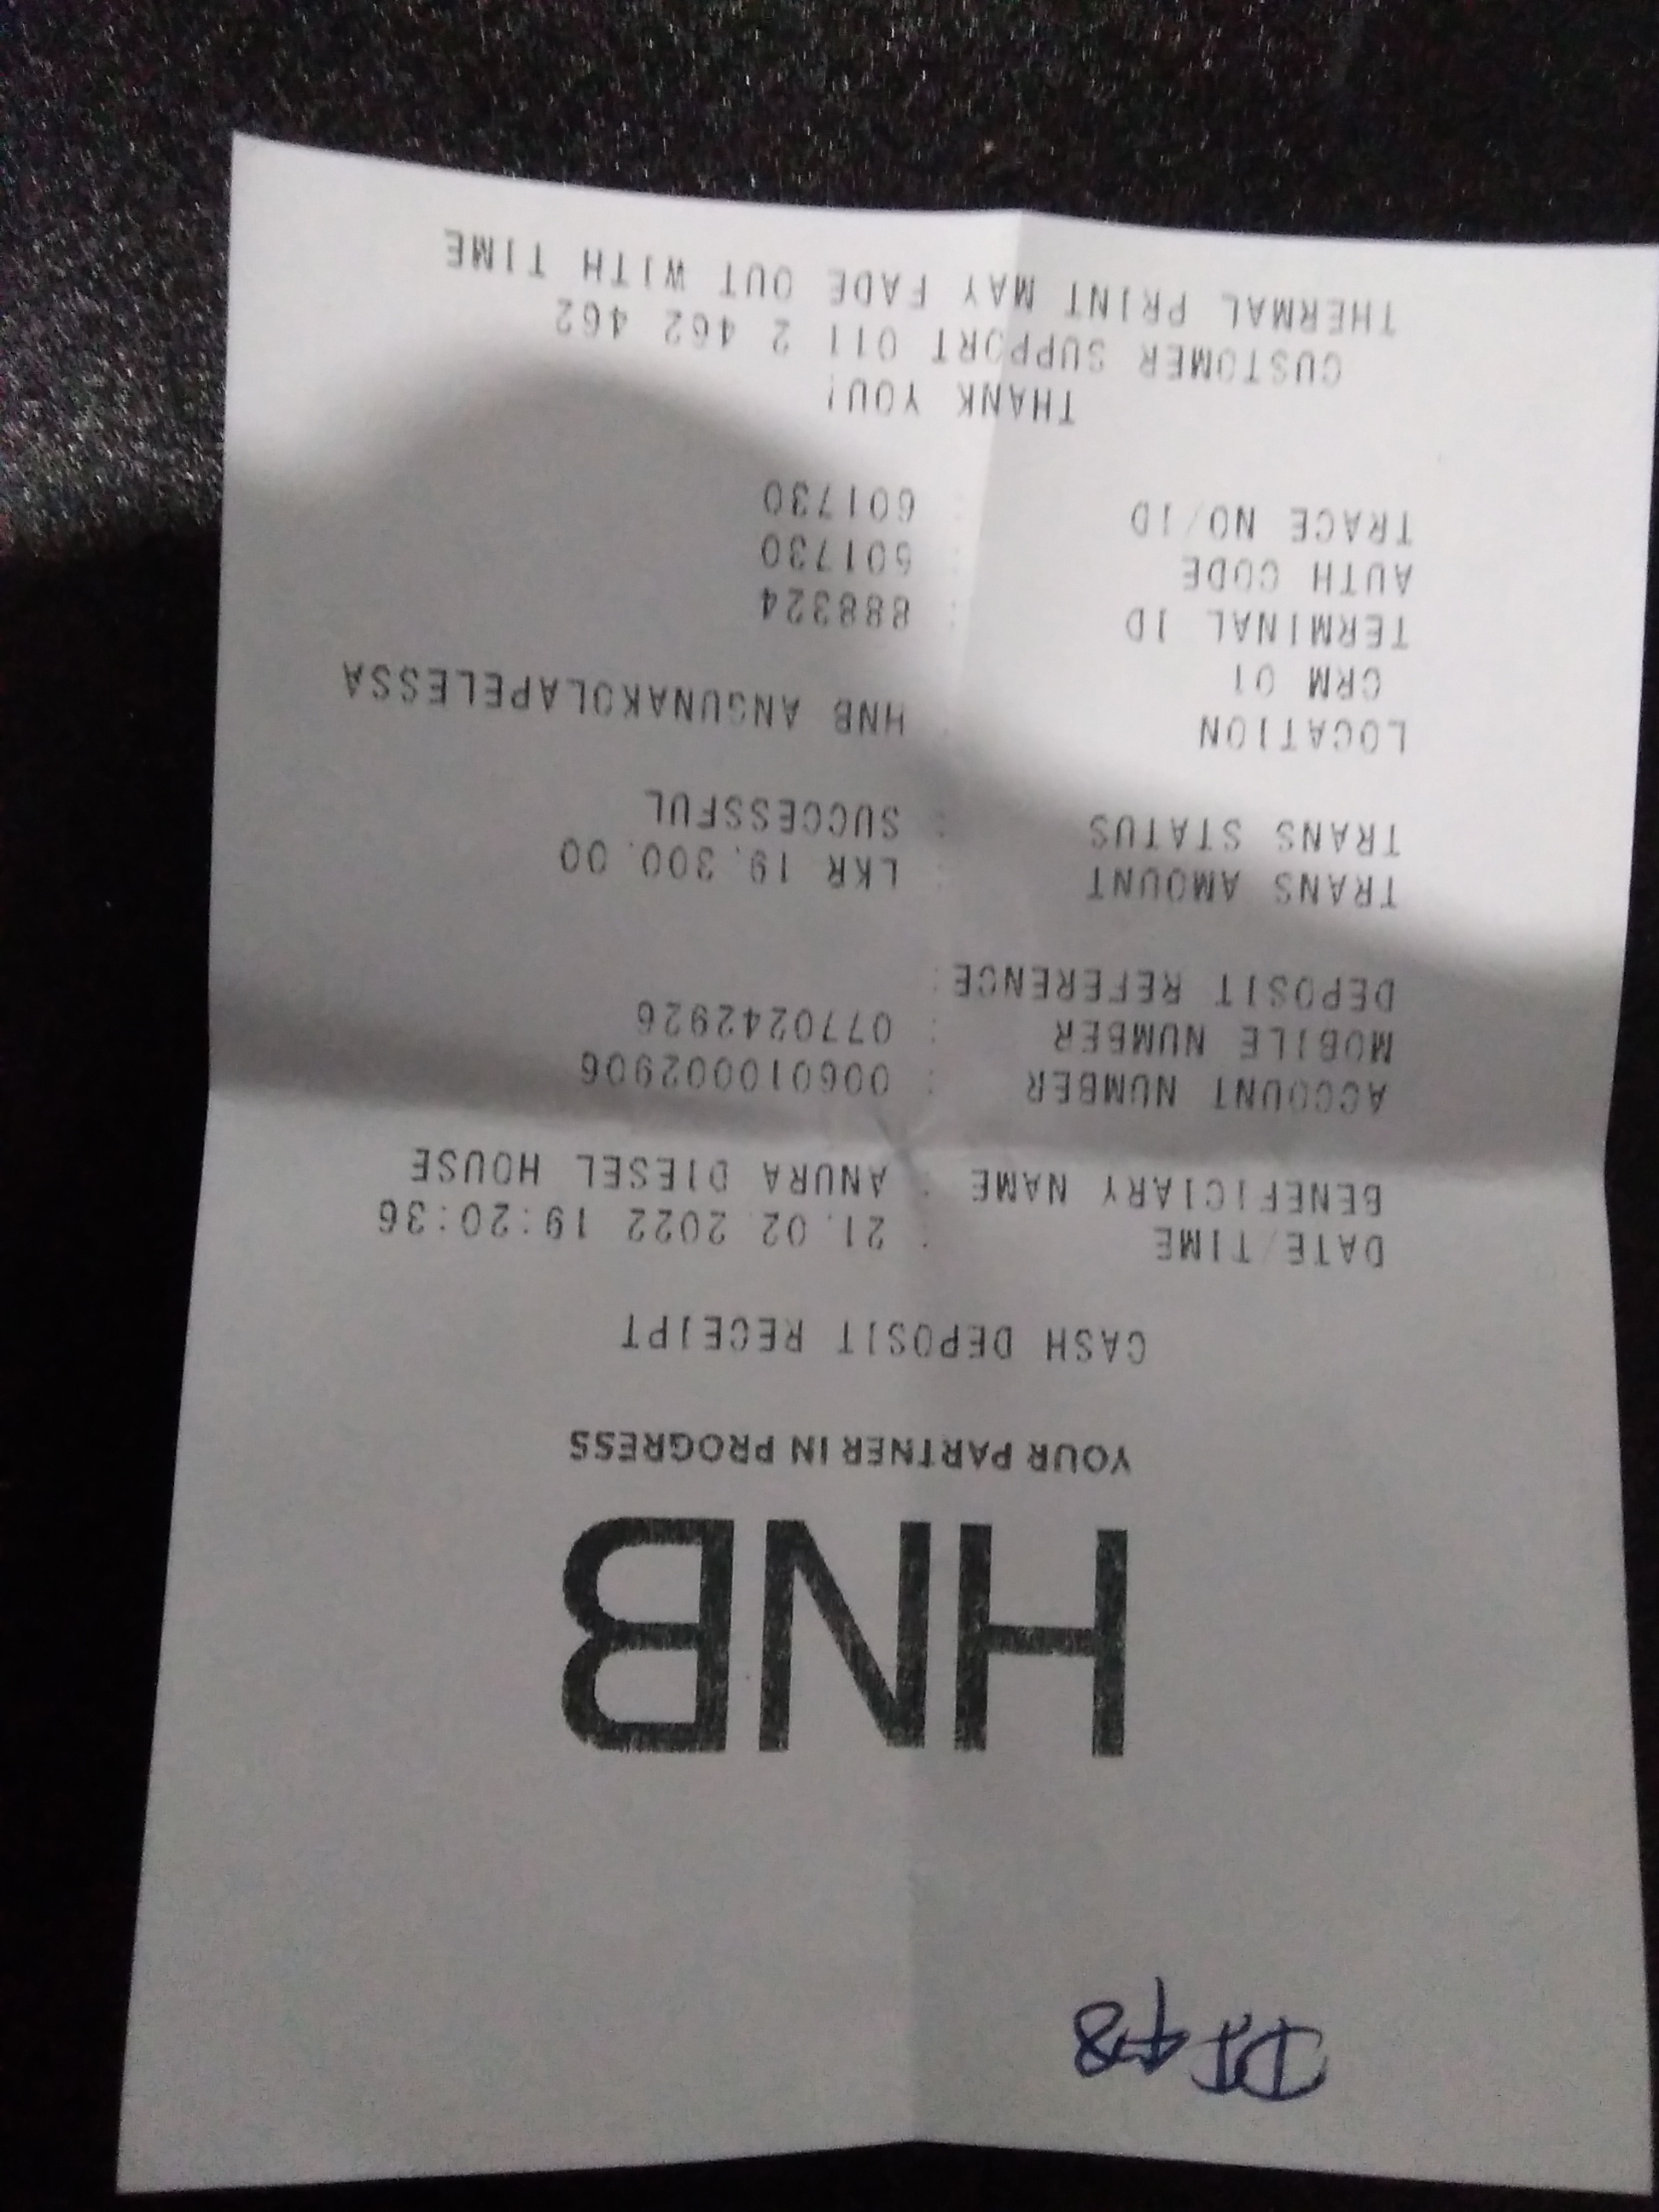 HNB
YOUR PARTNER IN PROGRESS
CASH DEPOSIT RECEIPT
DATE/TIME : 21.02.2022 19:20:36
BENEFICIARY NAME : ANURA DIESEL HOUSE
ACCOUNT NUMBER : 006010002906
MOBILE NUMBER : 0770242926
DEPOSIT REFERENCE:
TRANS AMOUNT : LKR 19,300.00
TRANS STATUS : SUCCESSFUL
LOCATION : HNB ANGUNAKOLAPELESSA
CRM 01
TERMINAL ID : 888324
AUTH CODE : 601730
TRACE NO/ID : 601730
THANK YOU!
CUSTOMER SUPPORT 011 2 462 462
THERMAL PRINT MAY FADE OUT WITH TIME